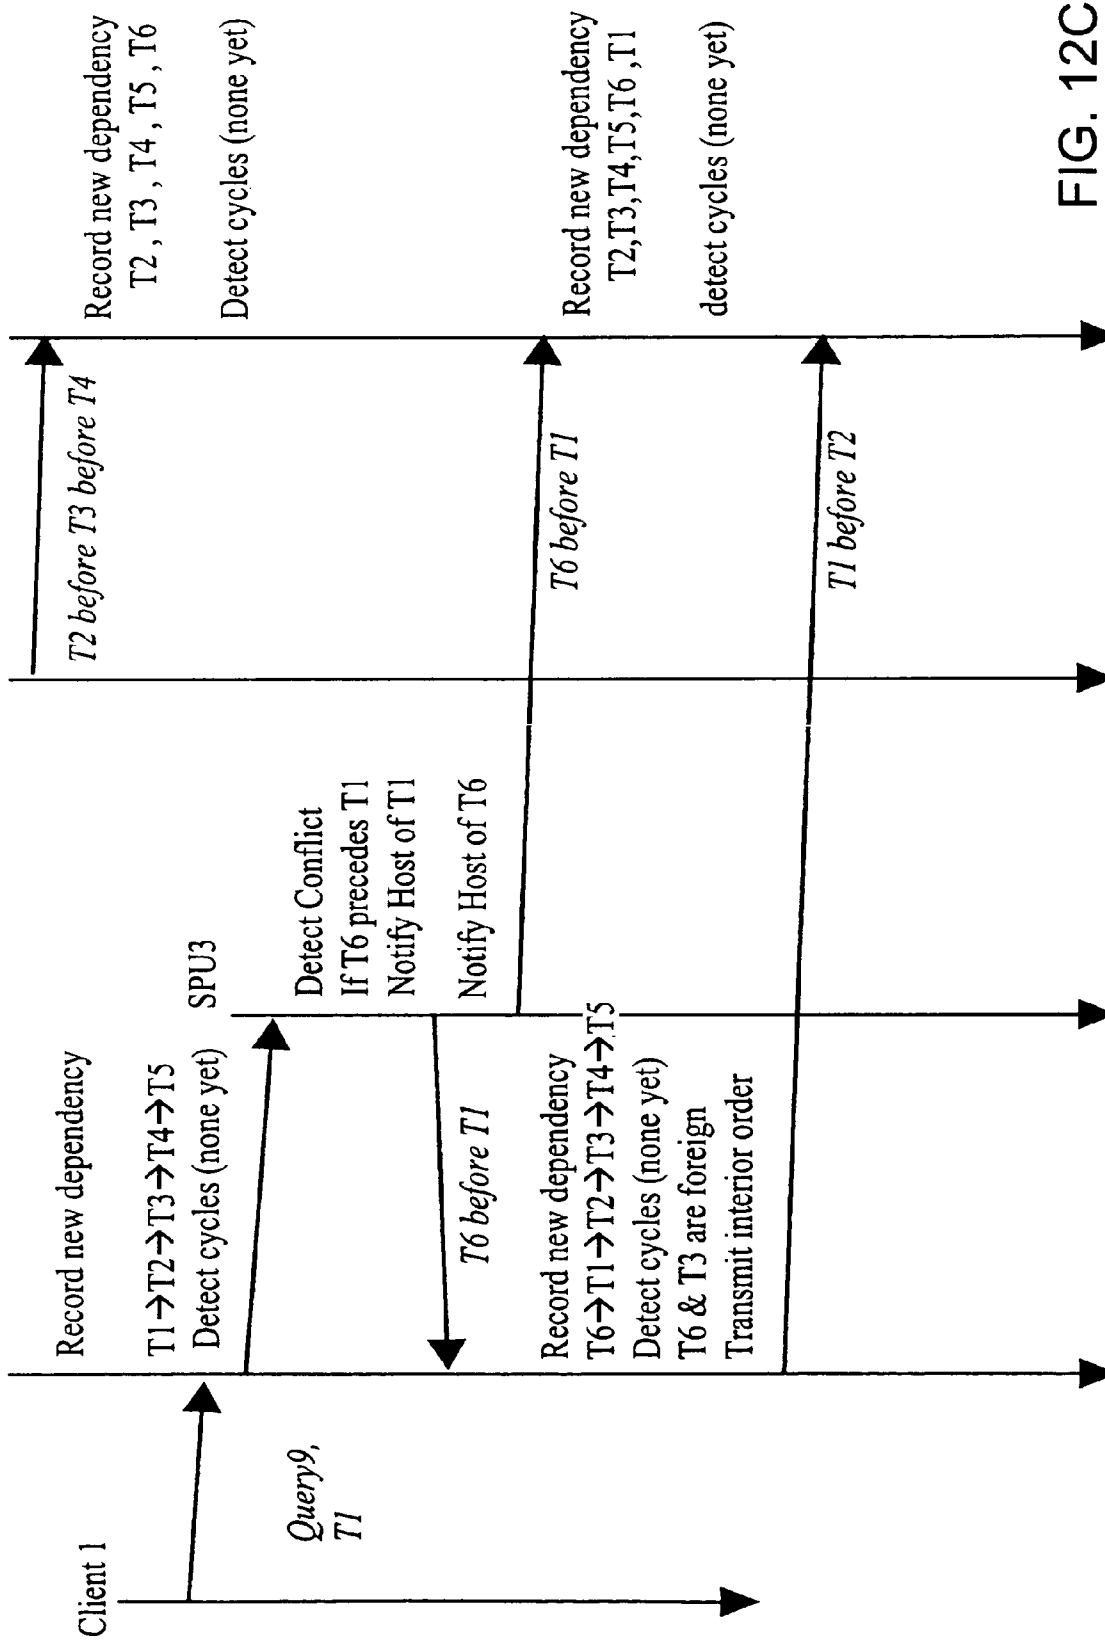 Client 1
Query9,
T1
Record new dependency
T1→T2→T3→T4→T5
Detect cycles (none yet)
SPU3
Detect Conflict
If T6 precedes T1
Notify Host of T1
Notify Host of T6
T6 before T1
Record new dependency
T6→T1→T2→T3→T4→T5
Detect cycles (none yet)
T6 & T3 are foreign
Transmit interior order
T2 before T3 before T4
T6 before T1
T1 before T2
Record new dependency
T2 , T3 , T4 , T5 , T6
Detect cycles (none yet)
Record new dependency
T2,T3,T4,T5,T6 ,T1
detect cycles (none yet)
FIG. 12C